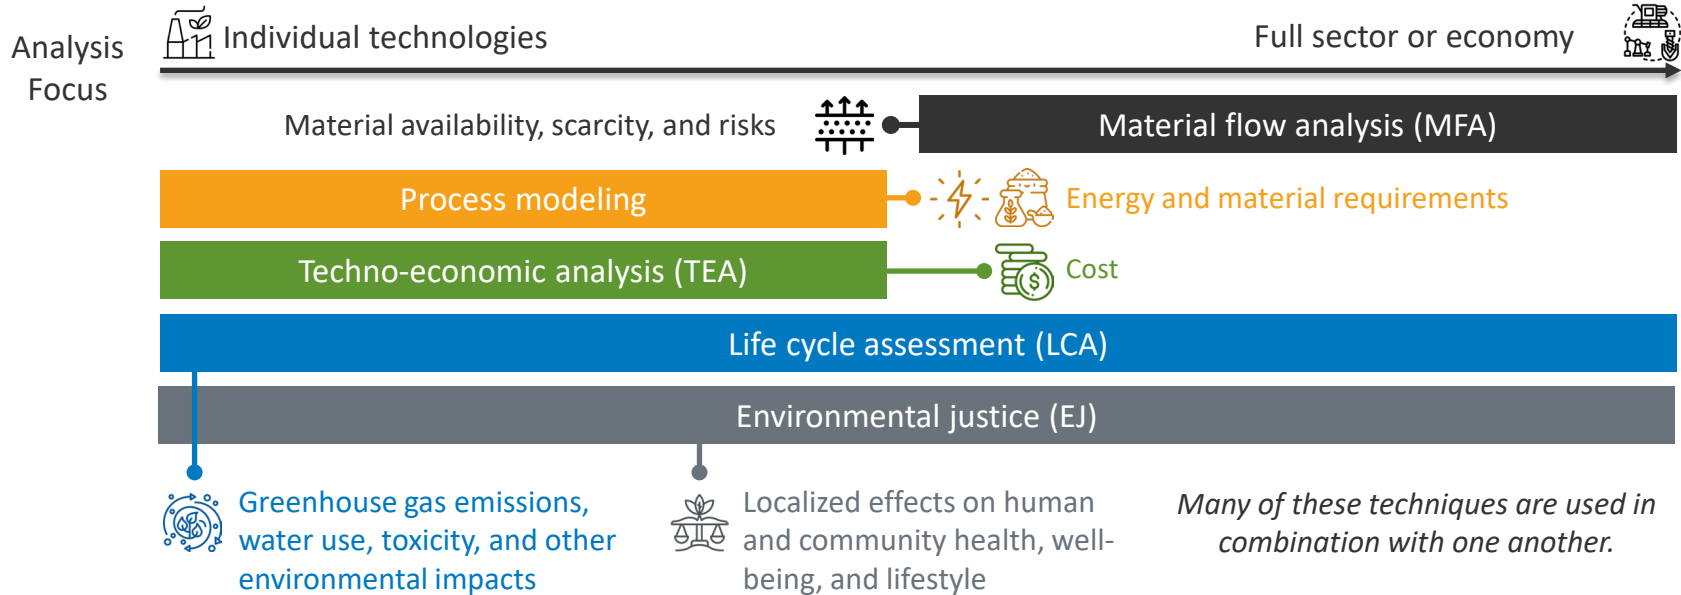 Analysis
Focus
Individual technologies
Full sector or economy
Material availability, scarcity, and risks
Material flow analysis (MFA)
Process modeling
Energy and material requirements
Techno-economic analysis (TEA)
Cost
Life cycle assessment (LCA)
Environmental justice (EJ)
Greenhouse gas emissions,
water use, toxicity, and other
environmental impacts
Localized effects on human
and community health, well-
being, and lifestyle
Many of these techniques are used in
combination with one another.